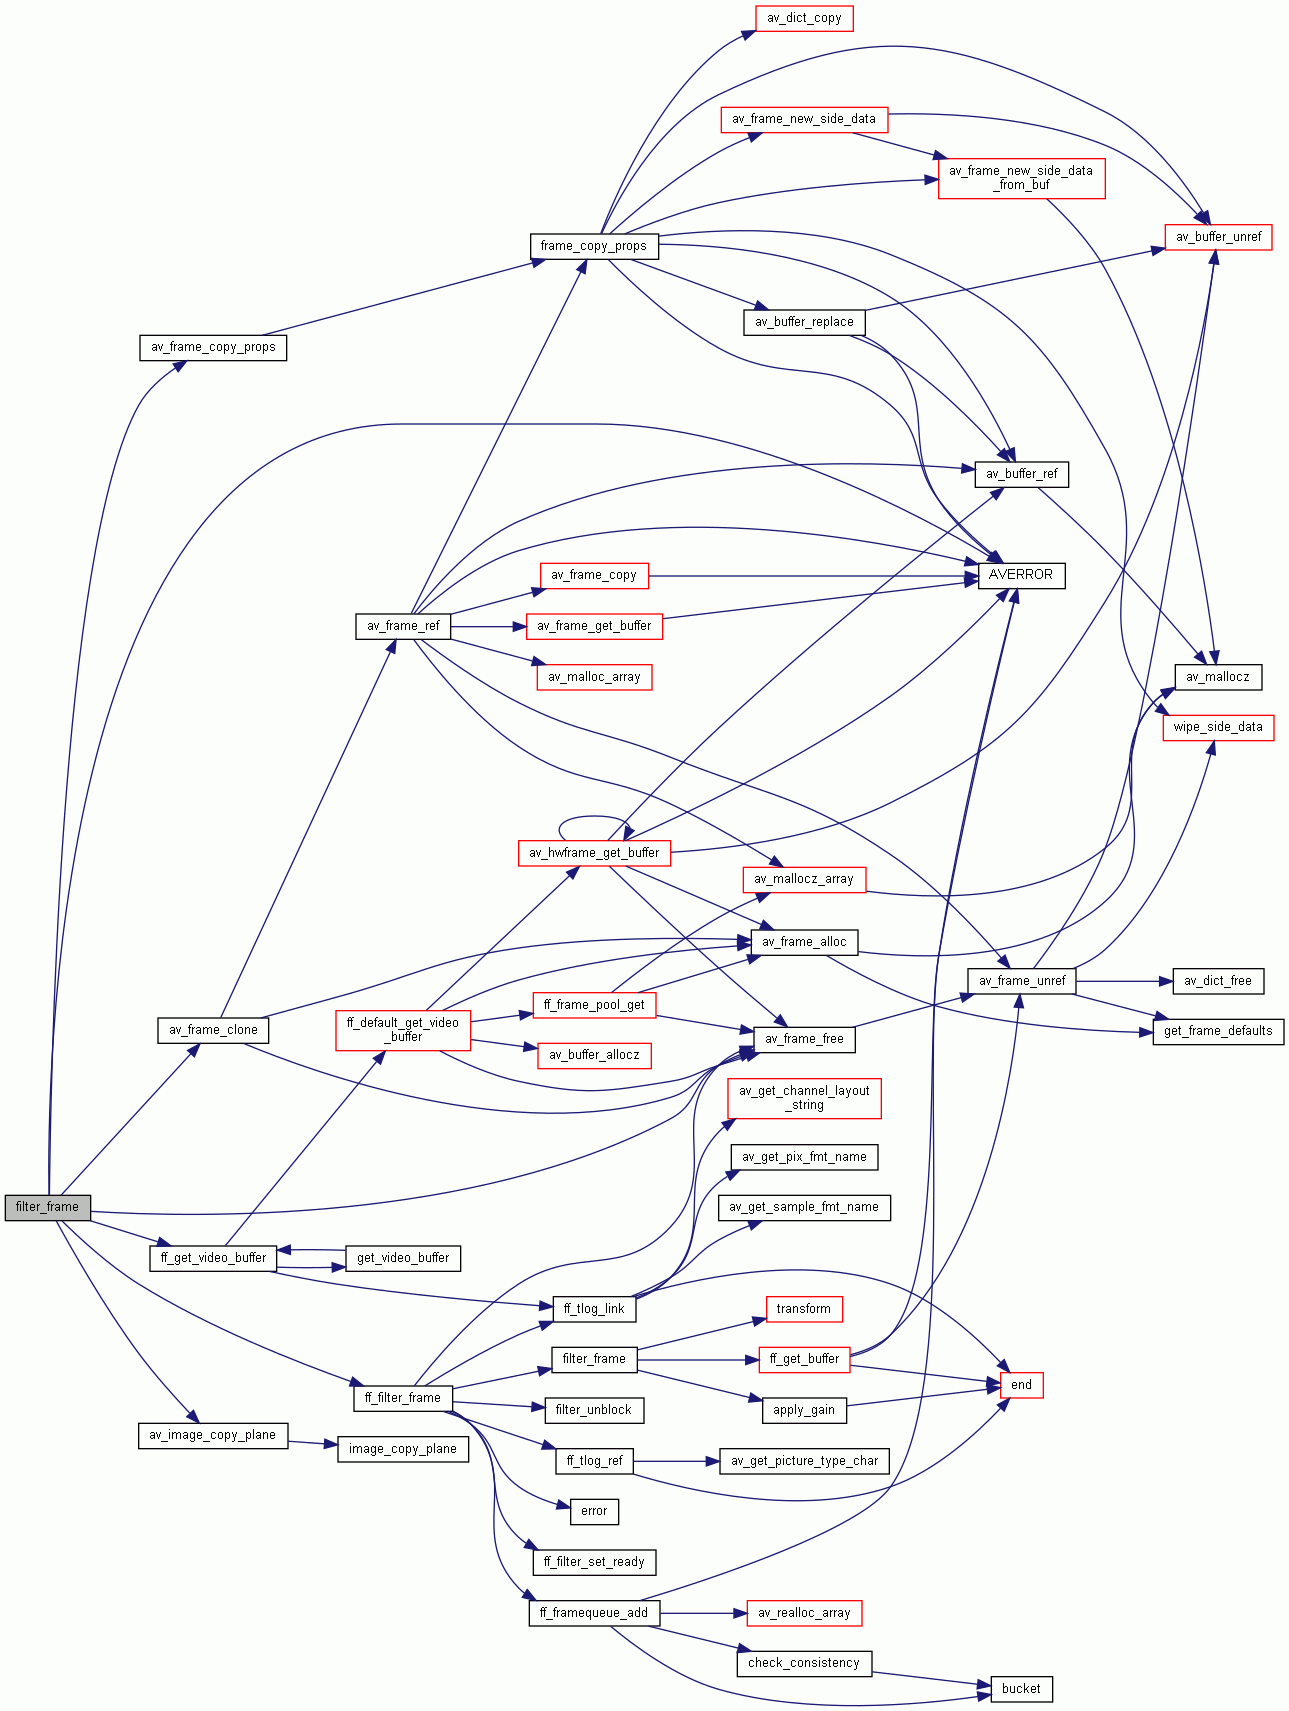 av_dict_copy
av_frame_new_side_data
av_frame_new_side_data
_from_buf
av_buffer_unref
frame_copy_props
av_buffer_replace
av_frame_copy_props
av_buffer_ref
AVERROR
av_frame_copy
av_frame_ref
av_frame_get_buffer
av_malloc_array
av_mallocz
wipe_side_data
av_hwframe_get_buffer
av_mallocz_array
av_frame_alloc
av_frame_unref
av_dict_free
ff_frame_pool_get
av_frame_clone
ff_default_get_video
_buffer
get_frame_defaults
av_frame_free
av_buffer_allocz
av_get_channel_layout
_string
av_get_pix_fmt_name
filter_frame
av_get_sample_fmt_name
ff_get_video_buffer
get_video_buffer
ff_tlog_link
transform
filter_frame
ff_get_buffer
end
ff_filter_frame
filter_unblock
apply_gain
av_image_copy_plane
image_copy_plane
ff_tlog_ref
av_get_picture_type_char
error
ff_filter_set_ready
ff_framequeue_add
av_realloc_array
check_consistency
bucket